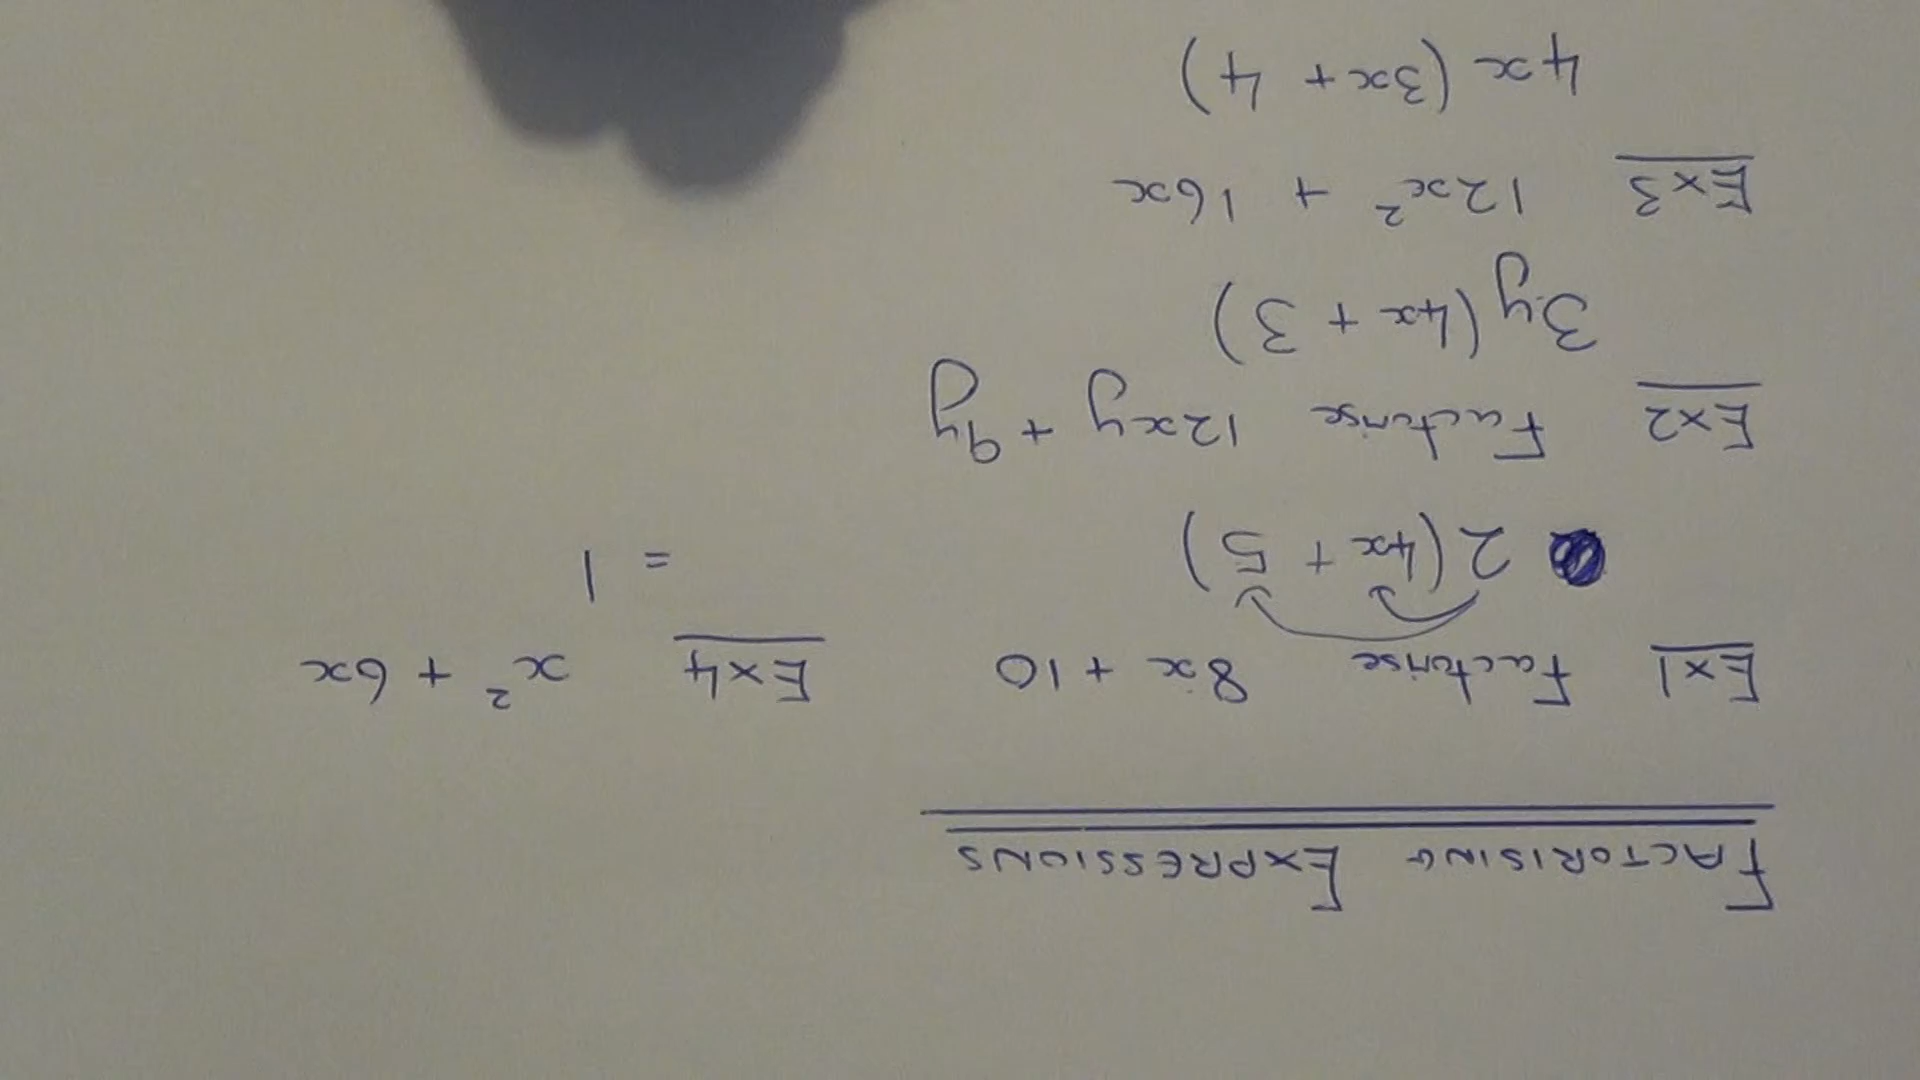 FACTORISING EXPRESSIONS
Ex1 Factorise 8x + 10
2(4x + 5)
Ex2 Factorise 12xy + 9y
3y(4x + 3)
Ex3 12x² + 16x
4x(3x + 4)
Ex4 x² + 6x
= 1